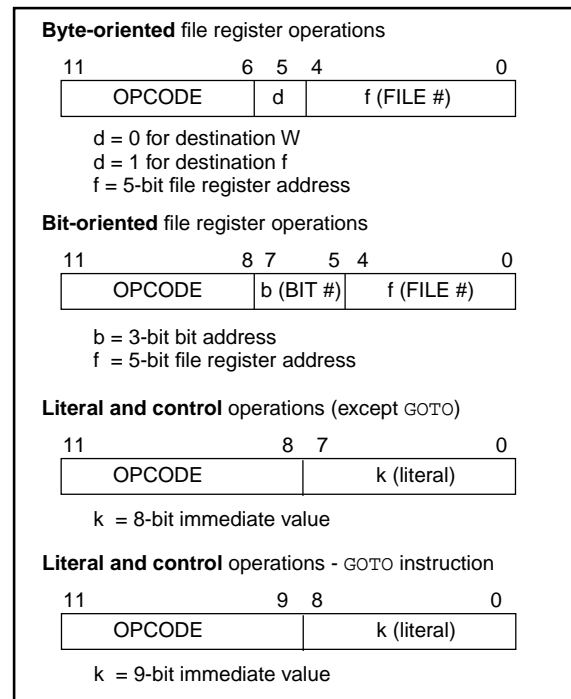 Byte-oriented file register operations
11 6 5 4 0
OPCODE d f (FILE #)
d = 0 for destination W
d = 1 for destination f
f = 5-bit file register address
Bit-oriented file register operations
11 8 7 5 4 0
OPCODE b (BIT #) f (FILE #)
b = 3-bit bit address
f = 5-bit file register address
Literal and control operations (except GOTO)
11 8 7 0
OPCODE k (literal)
k = 8-bit immediate value
Literal and control operations - GOTO instruction
11 9 8 0
OPCODE k (literal)
k = 9-bit immediate value